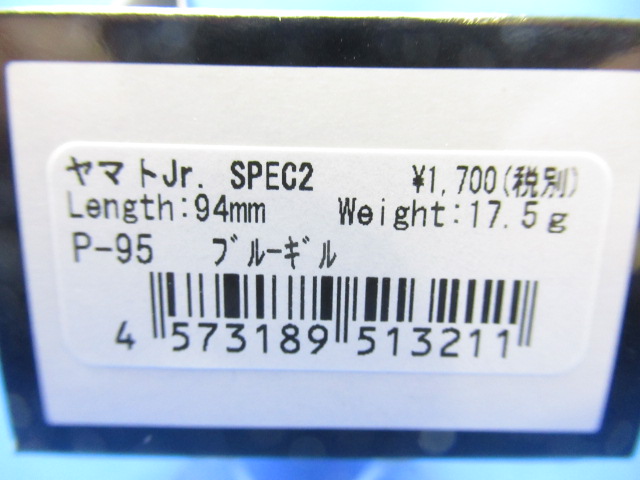 ヤマトJr. SPEC2 ¥1,700(税別)
Length:94mm Weight:17.5g
P-95 ﾌﾞﾙｰｷﾞﾙ
4 573189 513211